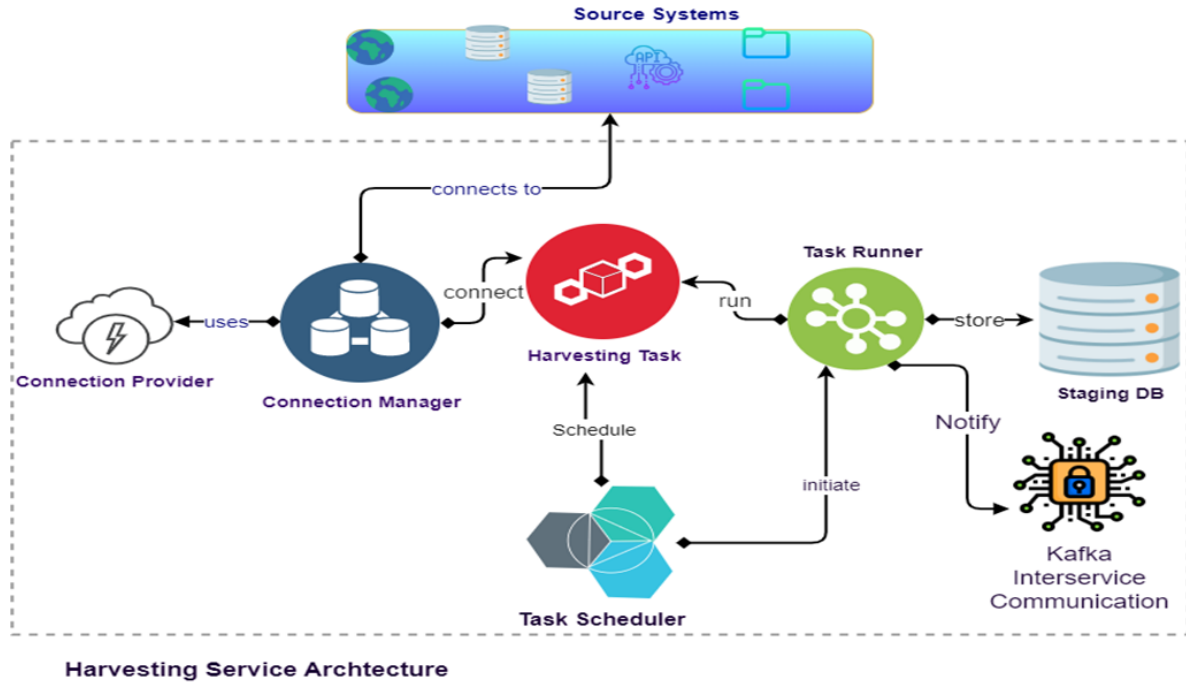 Source Systems
API
connects to
Task Runner
connect
run
uses
store
Harvesting Task
Connection Provider
Connection Manager
Staging DB
Schedule
Notify
initiate
Kafka
Interservice
Communication
Task Scheduler
Harvesting Service Archtecture